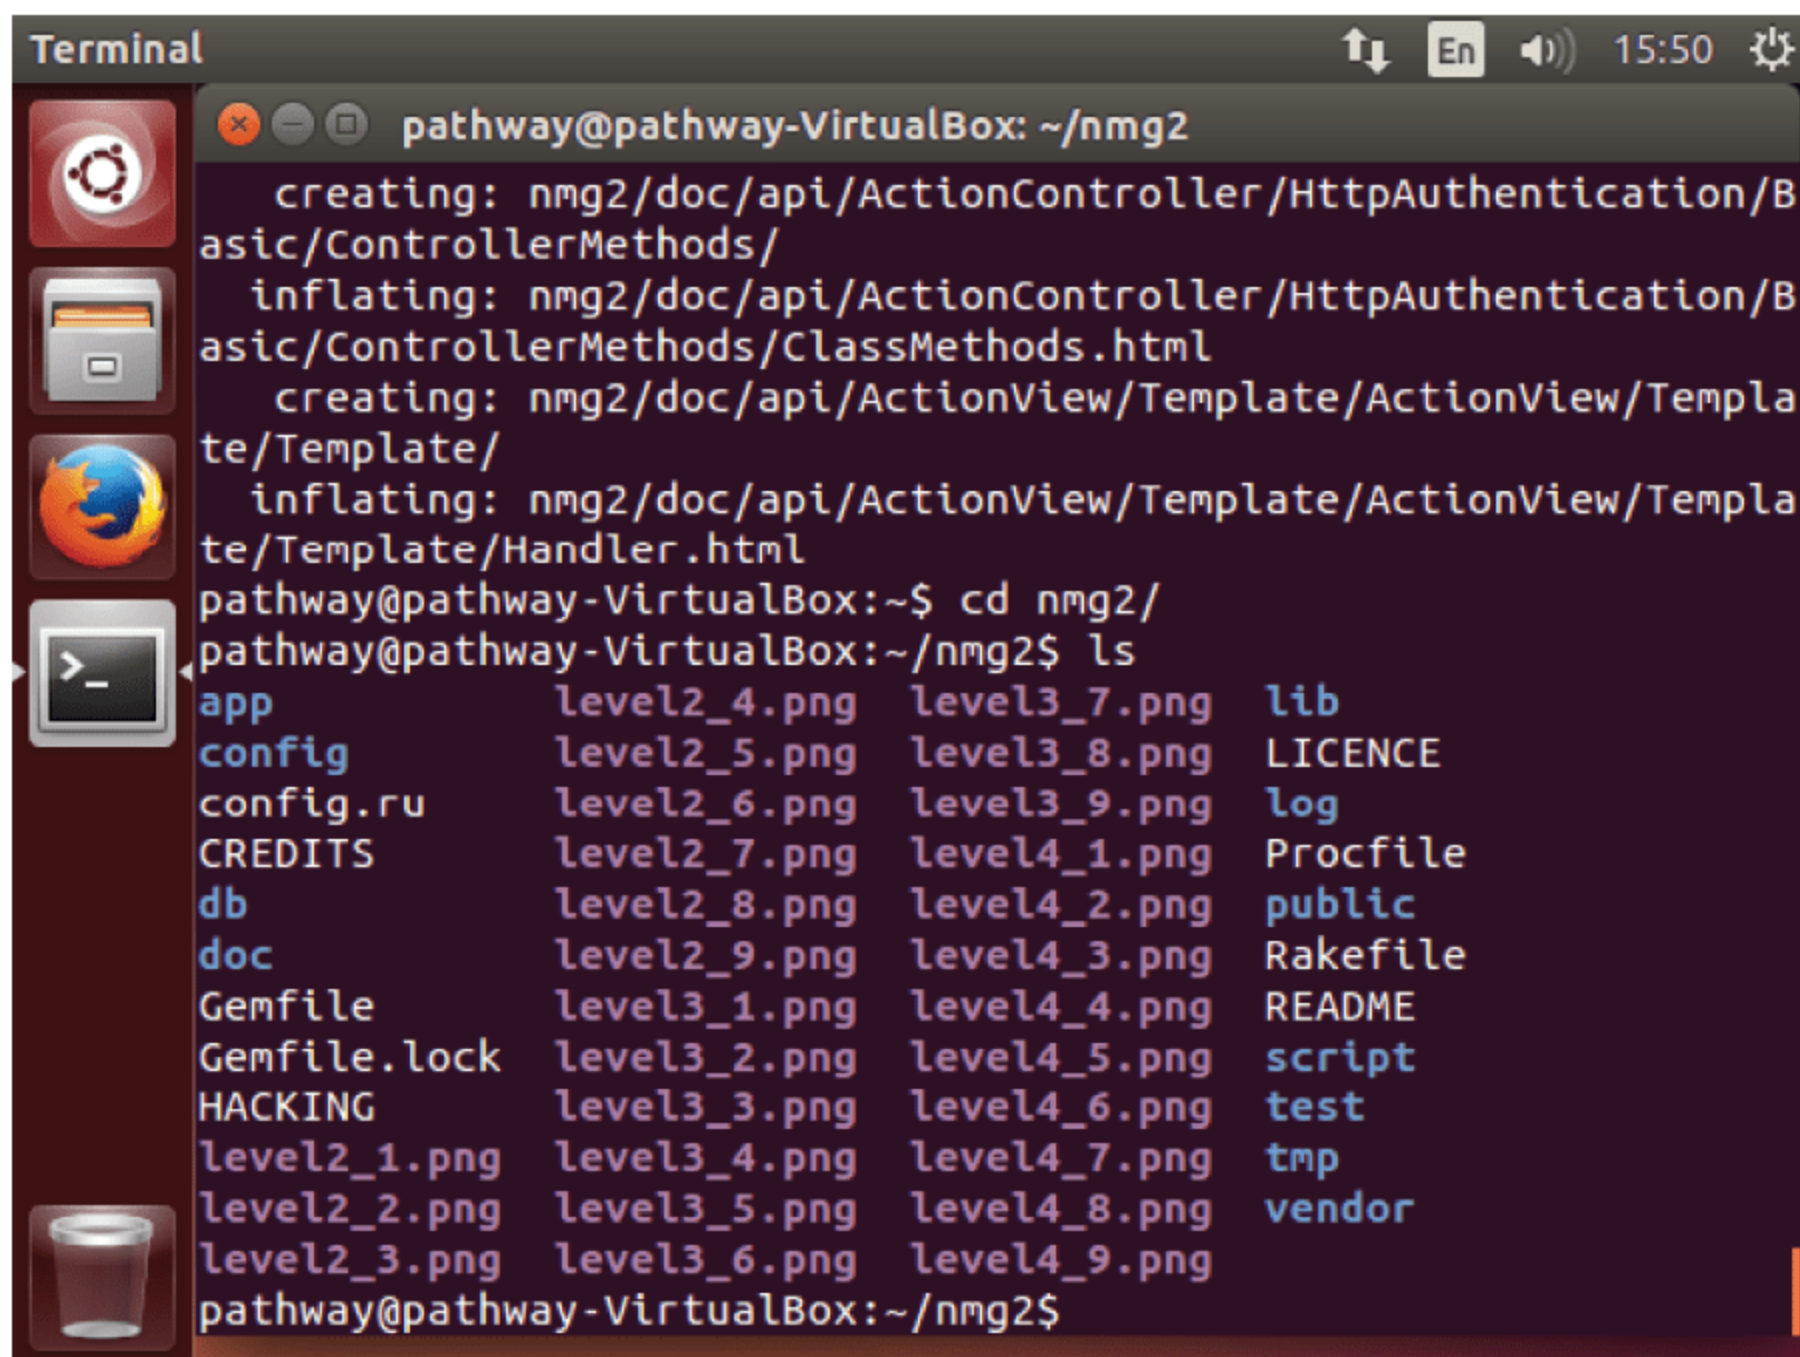 Terminal En 15:50
pathway@pathway-VirtualBox: ~/nmg2
creating: nmg2/doc/api/ActionController/HttpAuthentication/B
asic/ControllerMethods/
inflating: nmg2/doc/api/ActionController/HttpAuthentication/B
asic/ControllerMethods/ClassMethods.html
creating: nmg2/doc/api/ActionView/Template/ActionView/Templa
te/Template/
inflating: nmg2/doc/api/ActionView/Template/ActionView/Templa
te/Template/Handler.html
pathway@pathway-VirtualBox:~$ cd nmg2/
pathway@pathway-VirtualBox:~/nmg2$ ls
app level2_4.png level3_7.png lib
config level2_5.png level3_8.png LICENCE
config.ru level2_6.png level3_9.png log
CREDITS level2_7.png level4_1.png Procfile
db level2_8.png level4_2.png public
doc level2_9.png level4_3.png Rakefile
Gemfile level3_1.png level4_4.png README
Gemfile.lock level3_2.png level4_5.png script
HACKING level3_3.png level4_6.png test
level2_1.png level3_4.png level4_7.png tmp
level2_2.png level3_5.png level4_8.png vendor
level2_3.png level3_6.png level4_9.png
pathway@pathway-VirtualBox:~/nmg2$